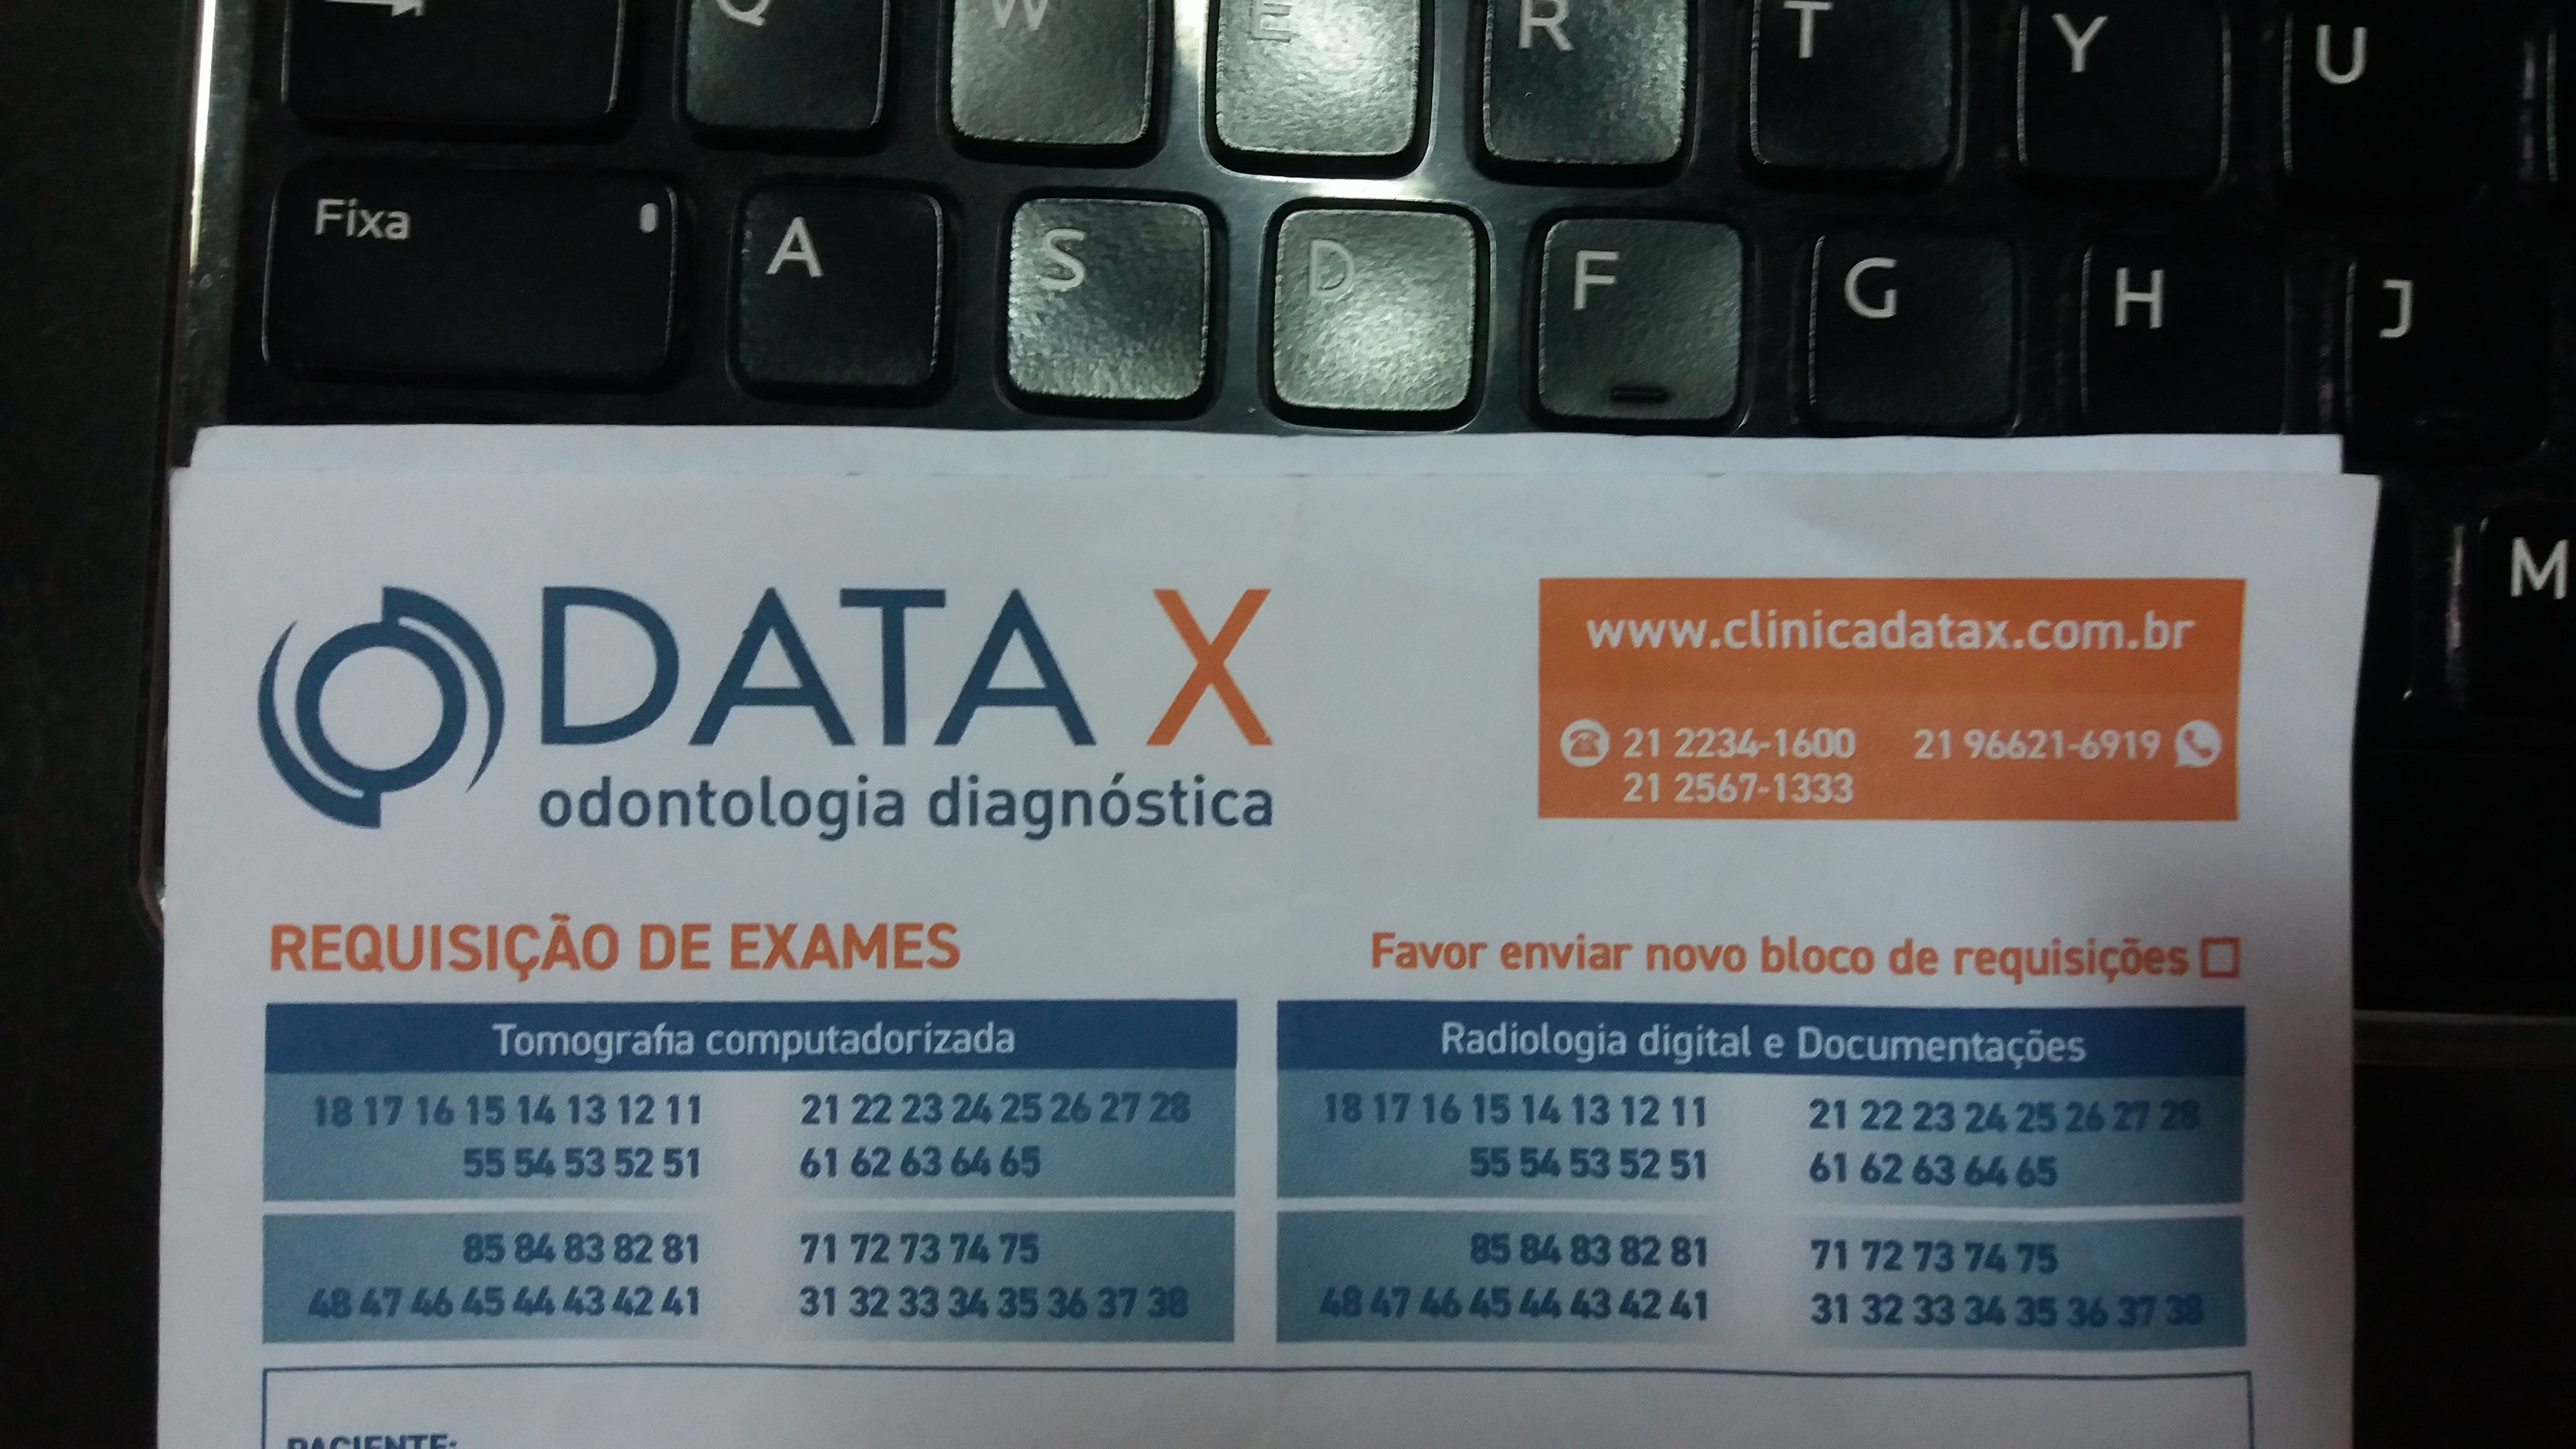 Q W E R T Y U
Fixa A S D F G H J
M
DATA X
odontologia diagnóstica
www.clinicadatax.com.br
21 2234-1600 21 96621-6919
21 2567-1333
REQUISIÇÃO DE EXAMES
Favor enviar novo bloco de requisições
Tomografia computadorizada
18 17 16 15 14 13 12 11 21 22 23 24 25 26 27 28
55 54 53 52 51 61 62 63 64 65
85 84 83 82 81 71 72 73 74 75
48 47 46 45 44 43 42 41 31 32 33 34 35 36 37 38
Radiologia digital e Documentações
18 17 16 15 14 13 12 11 21 22 23 24 25 26 27 28
55 54 53 52 51 61 62 63 64 65
85 84 83 82 81 71 72 73 74 75
48 47 46 45 44 43 42 41 31 32 33 34 35 36 37 38
PACIENTE: